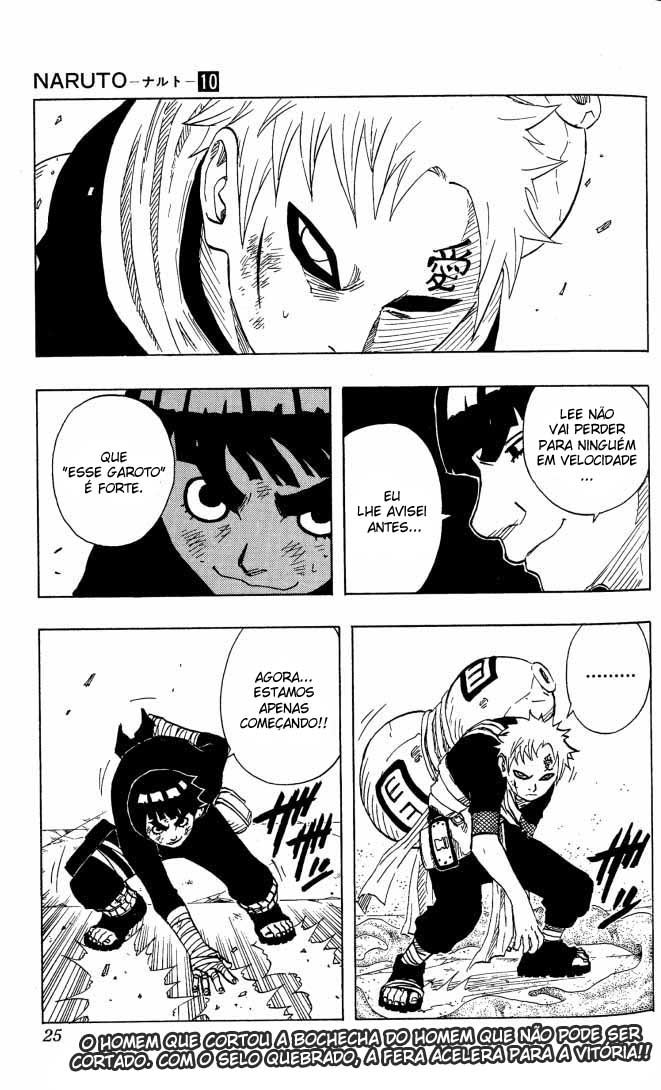 NARUTO—ナルト—10
愛
LEE NÃO
VAI PERDER
PARA NINGUÉM
EM VELOCIDADE
...
EU
LHE AVISEI
ANTES...
QUE
"ESSE GAROTO"
É FORTE.
.........
AGORA...
ESTAMOS
APENAS
COMEÇANDO!!
25
O HOMEM QUE CORTOU A BOCHECHA DO HOMEM QUE NÃO PODE SER
CORTADO. COM O SELO QUEBRADO, A FERA ACELERA PARA A VITORIA!!